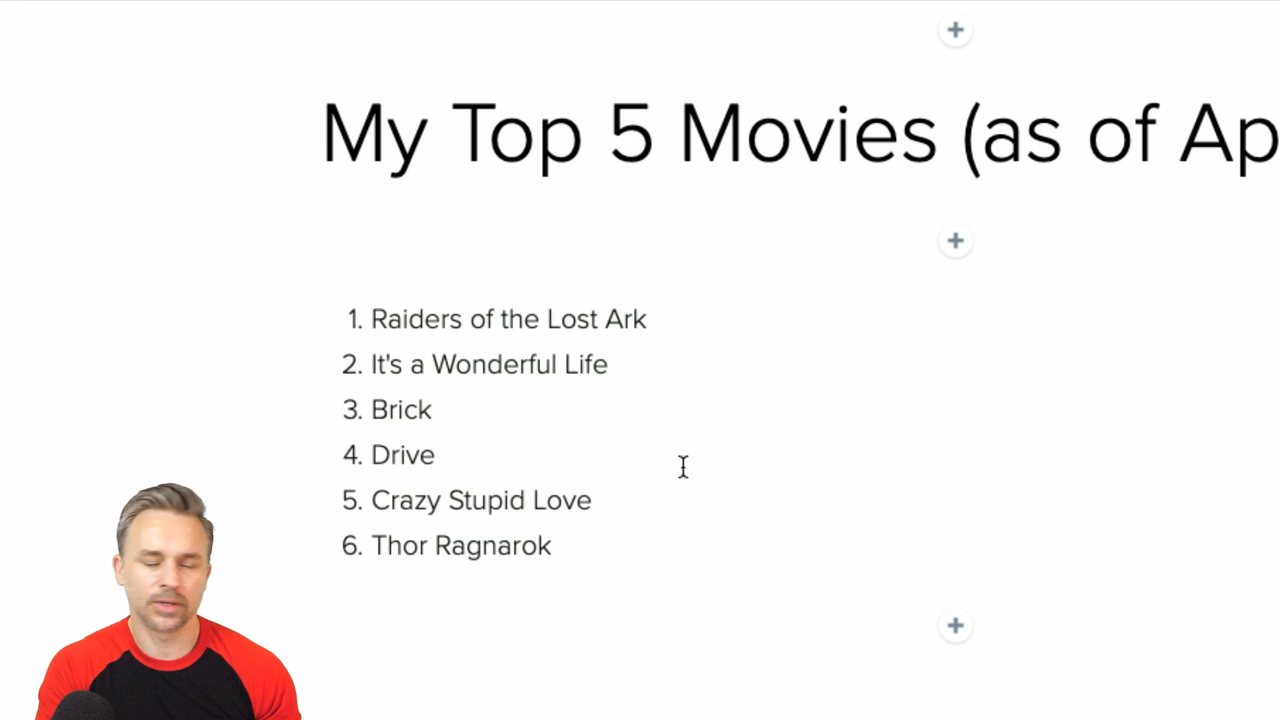 My Top 5 Movies (as of Ap
1. Raiders of the Lost Ark
2. It's a Wonderful Life
3. Brick
4. Drive
5. Crazy Stupid Love
6. Thor Ragnarok